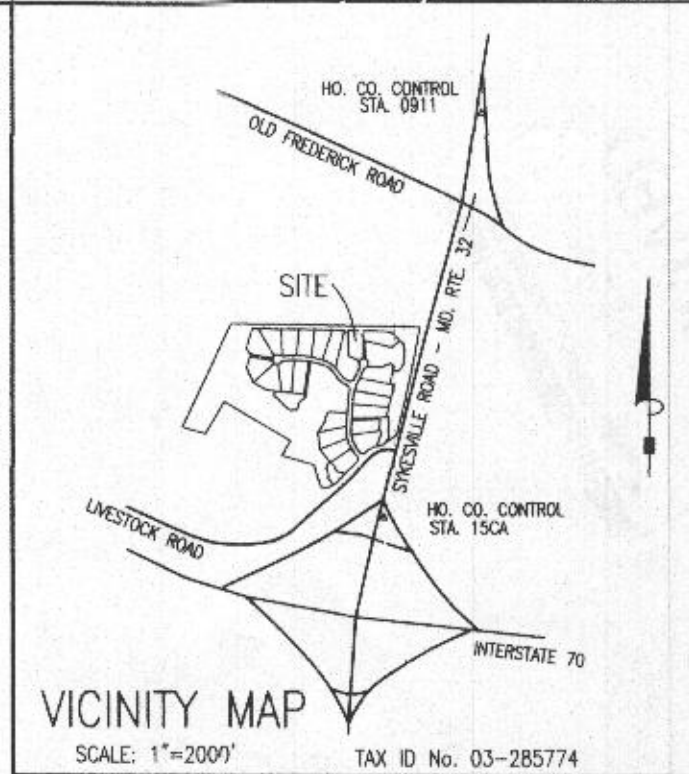 HO. CO. CONTROL
STA. 0911
OLD FREDERICK ROAD
SITE
SYKESVILLE ROAD - MD. RTE. 32
HO. CO. CONTROL
STA. 15CA
LIVESTOCK ROAD
INTERSTATE 70
VICINITY MAP
SCALE: 1"=2000'
TAX ID No. 03-285774